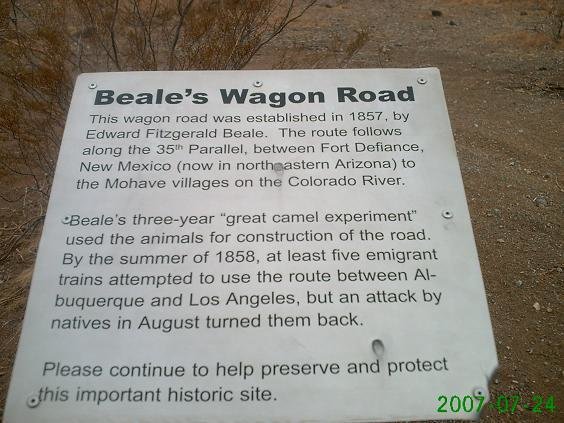 Beale's Wagon Road
This wagon road was established in 1857, by
Edward Fitzgerald Beale. The route follows
along the 35th Parallel, between Fort Defiance,
New Mexico (now in northeastern Arizona) to
the Mohave villages on the Colorado River.
Beale's three-year "great camel experiment"
used the animals for construction of the road.
By the summer of 1858, at least five emigrant
trains attempted to use the route between Al-
buquerque and Los Angeles, but an attack by
natives in August turned them back.
Please continue to help preserve and protect
this important historic site.
2007-07-24